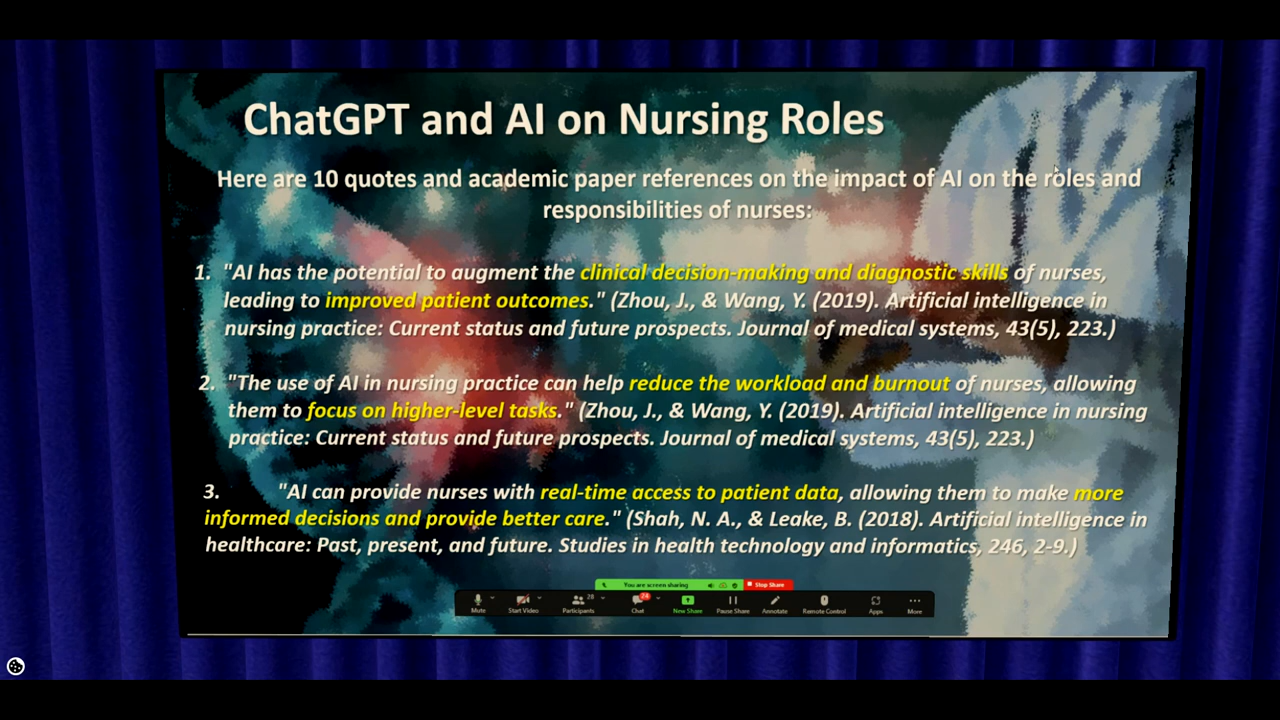 ChatGPT and AI on Nursing Roles
Here are 10 quotes and academic paper references on the impact of AI on the roles and
responsibilities of nurses:
1. "AI has the potential to augment the clinical decision-making and diagnostic skills of nurses,
leading to improved patient outcomes." (Zhou, J., & Wang, Y. (2019). Artificial intelligence in
nursing practice: Current status and future prospects. Journal of medical systems, 43(5), 223.)
2. "The use of AI in nursing practice can help reduce the workload and burnout of nurses, allowing
them to focus on higher-level tasks." (Zhou, J., & Wang, Y. (2019). Artificial intelligence in nursing
practice: Current status and future prospects. Journal of medical systems, 43(5), 223.)
3. "AI can provide nurses with real-time access to patient data, allowing them to make more
informed decisions and provide better care." (Shah, N. A., & Leake, B. (2018). Artificial intelligence in
healthcare: Past, present, and future. Studies in health technology and informatics, 246, 2-9.)
You are screen sharing Stop Share
28 24
Mute Start Video Participants Chat New Share Pause Share Annotate Remote Control Apps More